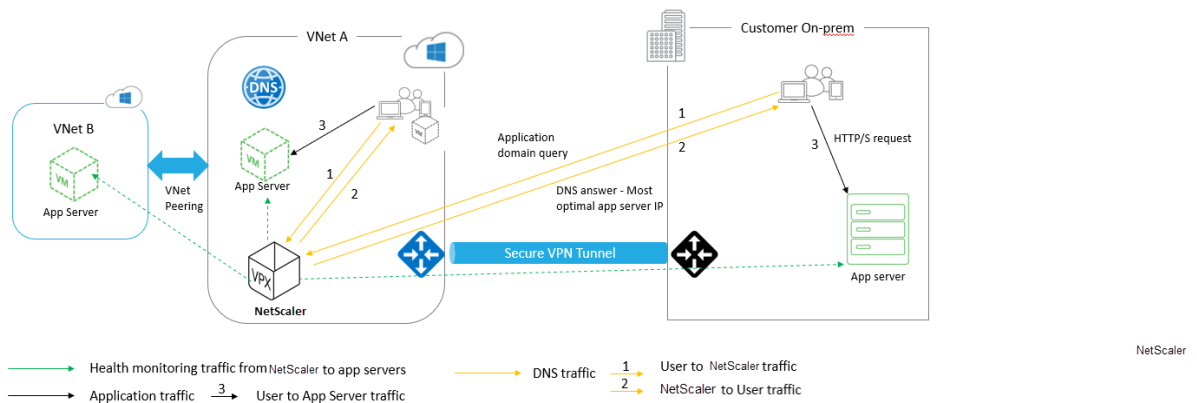 VNet A
Customer On-prem
DNS
VNet B
VM
App Server
VNet
Peering
VM
App Server
VM
3
1
2
VPX
NetScaler
Application
domain query
DNS answer - Most
optimal app server IP
1
2
Secure VPN Tunnel
3
HTTP/S request
App server
NetScaler
Health monitoring traffic from NetScaler to app servers
Application traffic 3 User to App Server traffic
DNS traffic 1 User to NetScaler traffic
2 NetScaler to User traffic